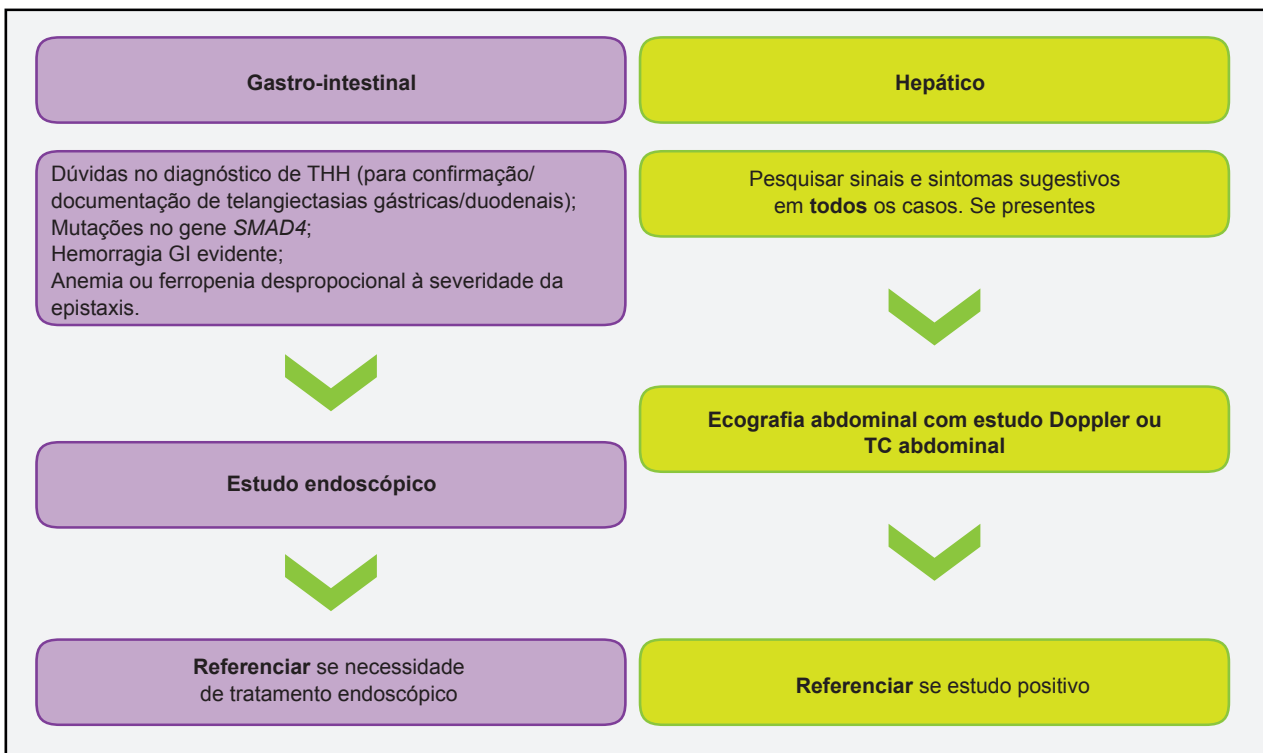 Gastro-intestinal
Dúvidas no diagnóstico de THH (para confirmação/
documentação de telangiectasias gástricas/duodenais);
Mutações no gene SMAD4;
Hemorragia GI evidente;
Anemia ou ferropenia despropocional à severidade da
epistaxis.
Estudo endoscópico
Referenciar se necessidade
de tratamento endoscópico
Hepático
Pesquisar sinais e sintomas sugestivos
em todos os casos. Se presentes
Ecografia abdominal com estudo Doppler ou
TC abdominal
Referenciar se estudo positivo